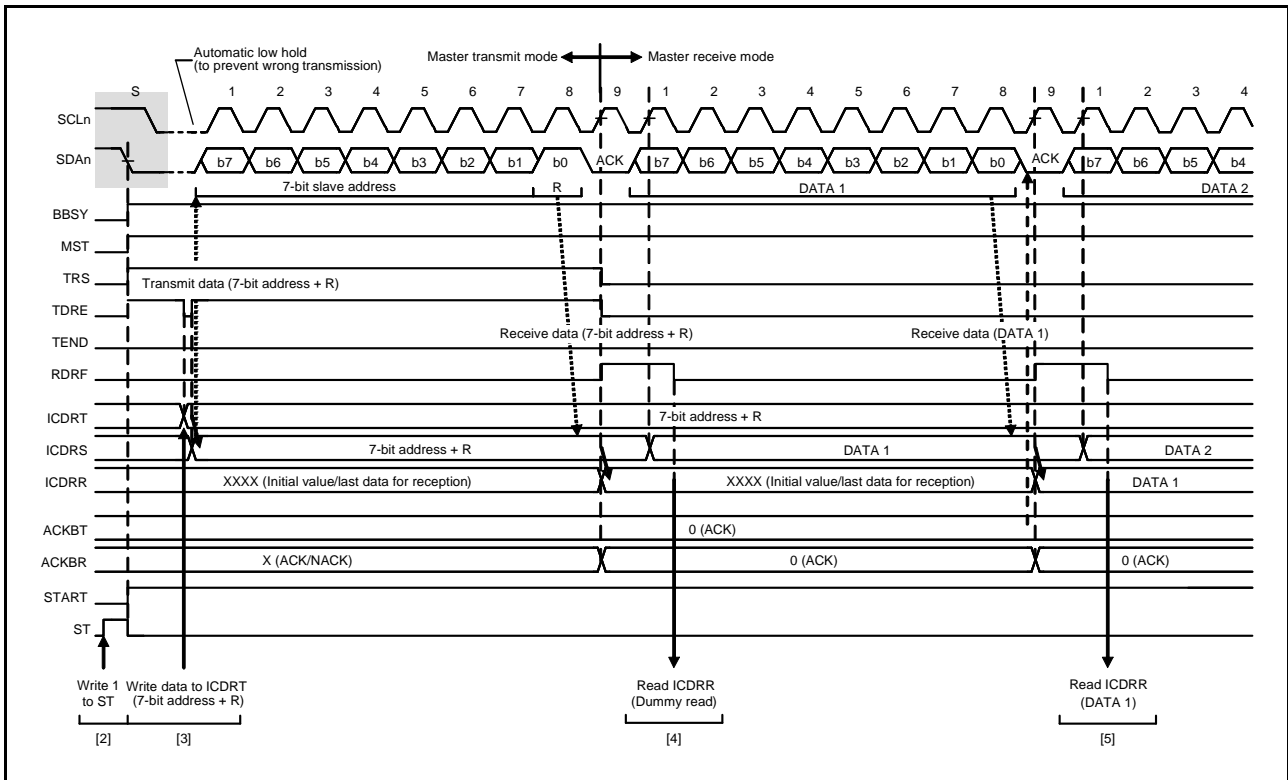 Automatic low hold
(to prevent wrong transmission)
Master transmit mode
Master receive mode
S 1 2 3 4 5 6 7 8 9 1 2 3 4 5 6 7 8 9 1 2 3 4
SCLn
SDAn b7 b6 b5 b4 b3 b2 b1 b0 ACK b7 b6 b5 b4 b3 b2 b1 b0 ACK b7 b6 b5 b4
7-bit slave address R DATA 1 DATA 2
BBSY
MST
TRS
Transmit data (7-bit address + R)
TDRE
Receive data (7-bit address + R) Receive data (DATA 1)
TEND
RDRF
ICDRT 7-bit address + R
ICDRS 7-bit address + R DATA 1 DATA 2
ICDRR XXXX (Initial value/last data for reception) XXXX (Initial value/last data for reception) DATA 1
ACKBT 0 (ACK)
ACKBR X (ACK/NACK) 0 (ACK) 0 (ACK)
START
ST
Write 1
to ST
Write data to ICDRT
(7-bit address + R)
Read ICDRR
(Dummy read)
Read ICDRR
(DATA 1)
[2] [3] [4] [5]